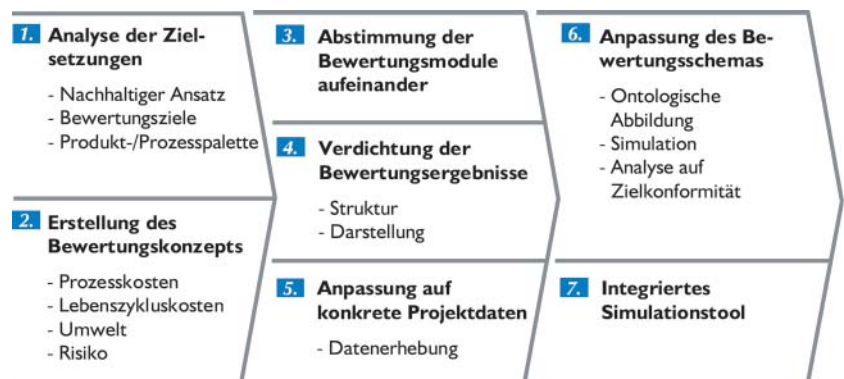 1. Analyse der Ziel-
setzungen
- Nachhaltiger Ansatz
- Bewertungsziele
- Produkt-/Prozesspalette
2. Erstellung des
Bewertungskonzepts
- Prozesskosten
- Lebenszykluskosten
- Umwelt
- Risiko
3. Abstimmung der
Bewertungsmodule
aufeinander
4. Verdichtung der
Bewertungsergebnisse
- Struktur
- Darstellung
5. Anpassung auf
konkrete Projektdaten
- Datenerhebung
6. Anpassung des Be-
wertungsschemas
- Ontologische
Abbildung
- Simulation
- Analyse auf
Zielkonformität
7. Integriertes
Simulationstool